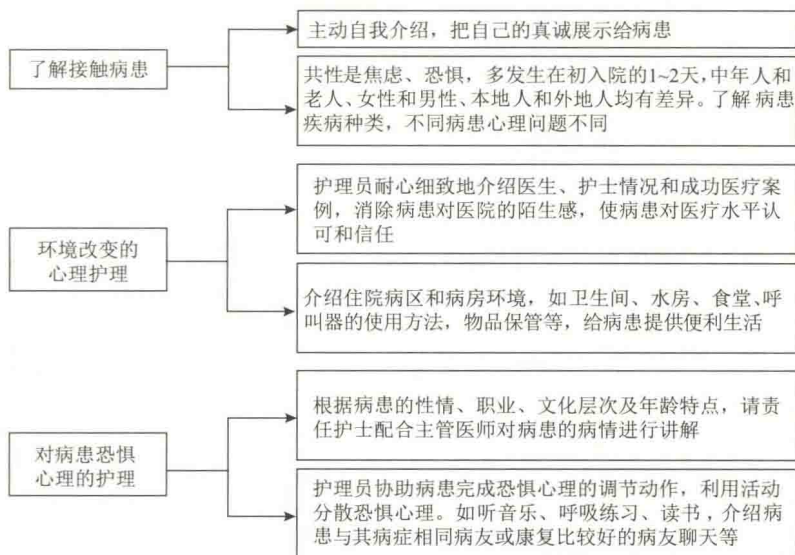 了解接触病患
主动自我介绍，把自己的真诚展示给病患
共性是焦虑、恐惧，多发生在初入院的1~2天，中年人和
老人、女性和男性、本地人和外地人均有差异。了解病患
疾病种类，不同病患心理问题不同
环境改变的
心理护理
护理员耐心细致地介绍医生、护士情况和成功医疗案
例，消除病患对医院的陌生感，使病患对医疗水平认
可和信任
介绍住院病区和病房环境，如卫生间、水房、食堂、呼
叫器的使用方法，物品保管等，给病患提供便利生活
对病患恐惧
心理的护理
根据病患的性情、职业、文化层次及年龄特点，请责
任护士配合主管医师对病患的病情进行讲解
护理员协助病患完成恐惧心理的调节动作，利用活动
分散恐惧心理。如听音乐、呼吸练习、读书，介绍病
患与其病症相同病友或康复比较好的病友聊天等